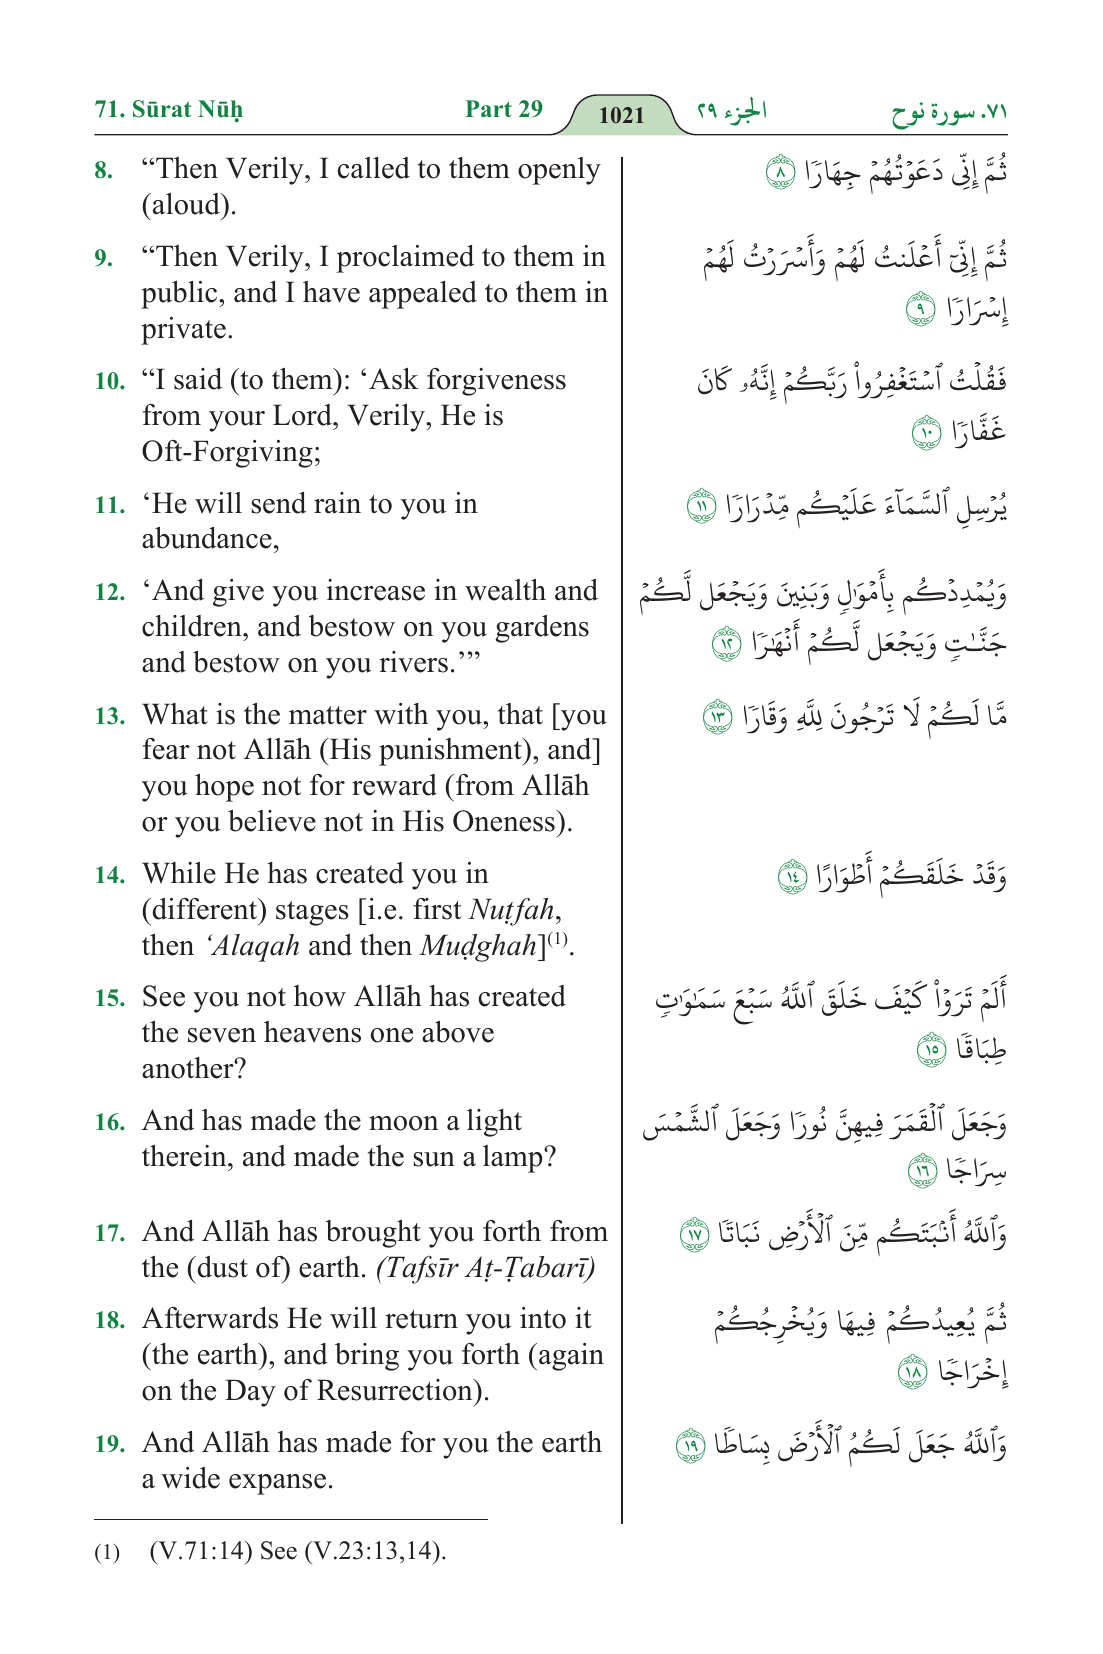 71. Sūrat Nūḥ Part 29 1021 الجزء ٢٩ ٧١. سورة نوح
8. “Then Verily, I called to them openly
(aloud).
ثُمَّ إِنِّي دَعَوۡتُهُمۡ جِهَارٗا ٨
9. “Then Verily, I proclaimed to them in
public, and I have appealed to them in
private.
ثُمَّ إِنِّيٓ أَعۡلَنتُ لَهُمۡ وَأَسۡرَرۡتُ لَهُمۡ
إِسۡرَارٗا ٩
10. “I said (to them): ‘Ask forgiveness
from your Lord, Verily, He is
Oft-Forgiving;
فَقُلۡتُ ٱسۡتَغۡفِرُواْ رَبَّكُمۡ إِنَّهُۥ كَانَ
غَفَّارٗا ١٠
11. ‘He will send rain to you in
abundance,
يُرۡسِلِ ٱلسَّمَآءَ عَلَيۡكُم مِّدۡرَارٗا ١١
12. ‘And give you increase in wealth and
children, and bestow on you gardens
and bestow on you rivers.’”
وَيُمۡدِدۡكُم بِأَمۡوَٰلٖ وَبَنِينَ وَيَجۡعَل لَّكُمۡ
جَنَّـٰتٖ وَيَجۡعَل لَّكُمۡ أَنۡهَٰرٗا ١٢
13. What is the matter with you, that [you
fear not Allāh (His punishment), and]
you hope not for reward (from Allāh
or you believe not in His Oneness).
مَّا لَكُمۡ لَا تَرۡجُونَ لِلَّهِ وَقَارٗا ١٣
14. While He has created you in
(different) stages [i.e. first Nuṭfah,
then ‘Alaqah and then Muḍghah](1).
وَقَدۡ خَلَقَكُمۡ أَطۡوَارًا ١٤
15. See you not how Allāh has created
the seven heavens one above
another?
أَلَمۡ تَرَوۡاْ كَيۡفَ خَلَقَ ٱللَّهُ سَبۡعَ سَمَٰوَٰتٖ
طِبَاقٗا ١٥
16. And has made the moon a light
therein, and made the sun a lamp?
وَجَعَلَ ٱلۡقَمَرَ فِيهِنَّ نُورٗا وَجَعَلَ ٱلشَّمۡسَ
سِرَاجٗا ١٦
17. And Allāh has brought you forth from
the (dust of) earth. (Tafsīr Aṭ-Ṭabarī)
وَٱللَّهُ أَنۢبَتَكُم مِّنَ ٱلۡأَرۡضِ نَبَاتٗا ١٧
18. Afterwards He will return you into it
(the earth), and bring you forth (again
on the Day of Resurrection).
ثُمَّ يُعِيدُكُمۡ فِيهَا وَيُخۡرِجُكُمۡ
إِخۡرَاجٗا ١٨
19. And Allāh has made for you the earth
a wide expanse.
وَٱللَّهُ جَعَلَ لَكُمُ ٱلۡأَرۡضَ بِسَاطٗا ١٩
(1) (V.71:14) See (V.23:13,14).